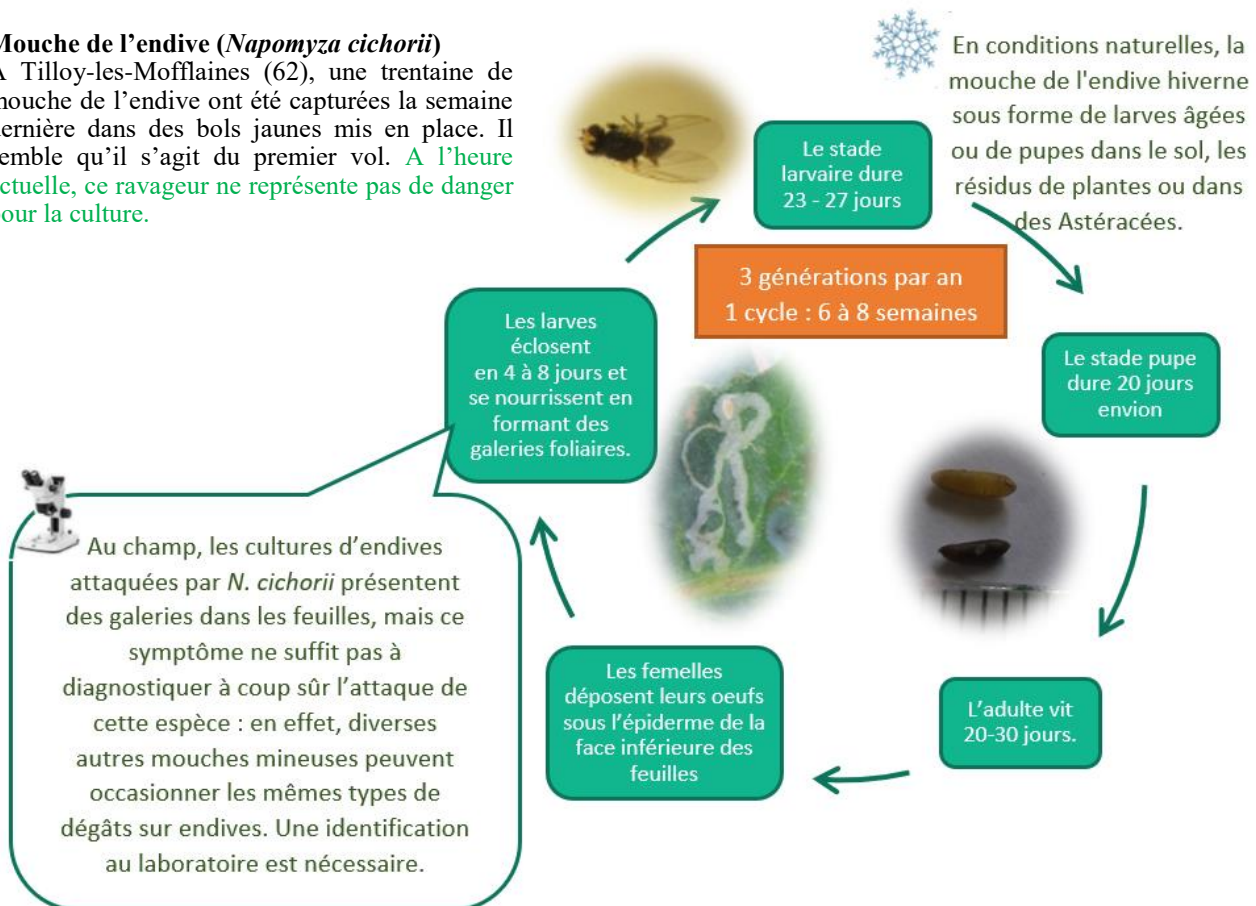 Mouche de l’endive (Napomyza cichorii)
A Tilloy-les-Mofflaines (62), une trentaine de
mouche de l’endive ont été capturées la semaine
dernière dans des bols jaunes mis en place. Il
semble qu’il s’agit du premier vol. A l’heure
actuelle, ce ravageur ne représente pas de danger
pour la culture.
En conditions naturelles, la
mouche de l'endive hiverne
sous forme de larves âgées
ou de pupes dans le sol, les
résidus de plantes ou dans
des Astéracées.
Le stade
larvaire dure
23 - 27 jours
3 générations par an
1 cycle : 6 à 8 semaines
Le stade pupe
dure 20 jours
envion
L’adulte vit
20-30 jours.
Les femelles
déposent leurs oeufs
sous l’épiderme de la
face inférieure des
feuilles
Les larves
éclosent
en 4 à 8 jours et
se nourrissent en
formant des
galeries foliaires.
Au champ, les cultures d’endives
attaquées par N. cichorii présentent
des galeries dans les feuilles, mais ce
symptôme ne suffit pas à
diagnostiquer à coup sûr l’attaque de
cette espèce : en effet, diverses
autres mouches mineuses peuvent
occasionner les mêmes types de
dégâts sur endives. Une identification
au laboratoire est nécessaire.